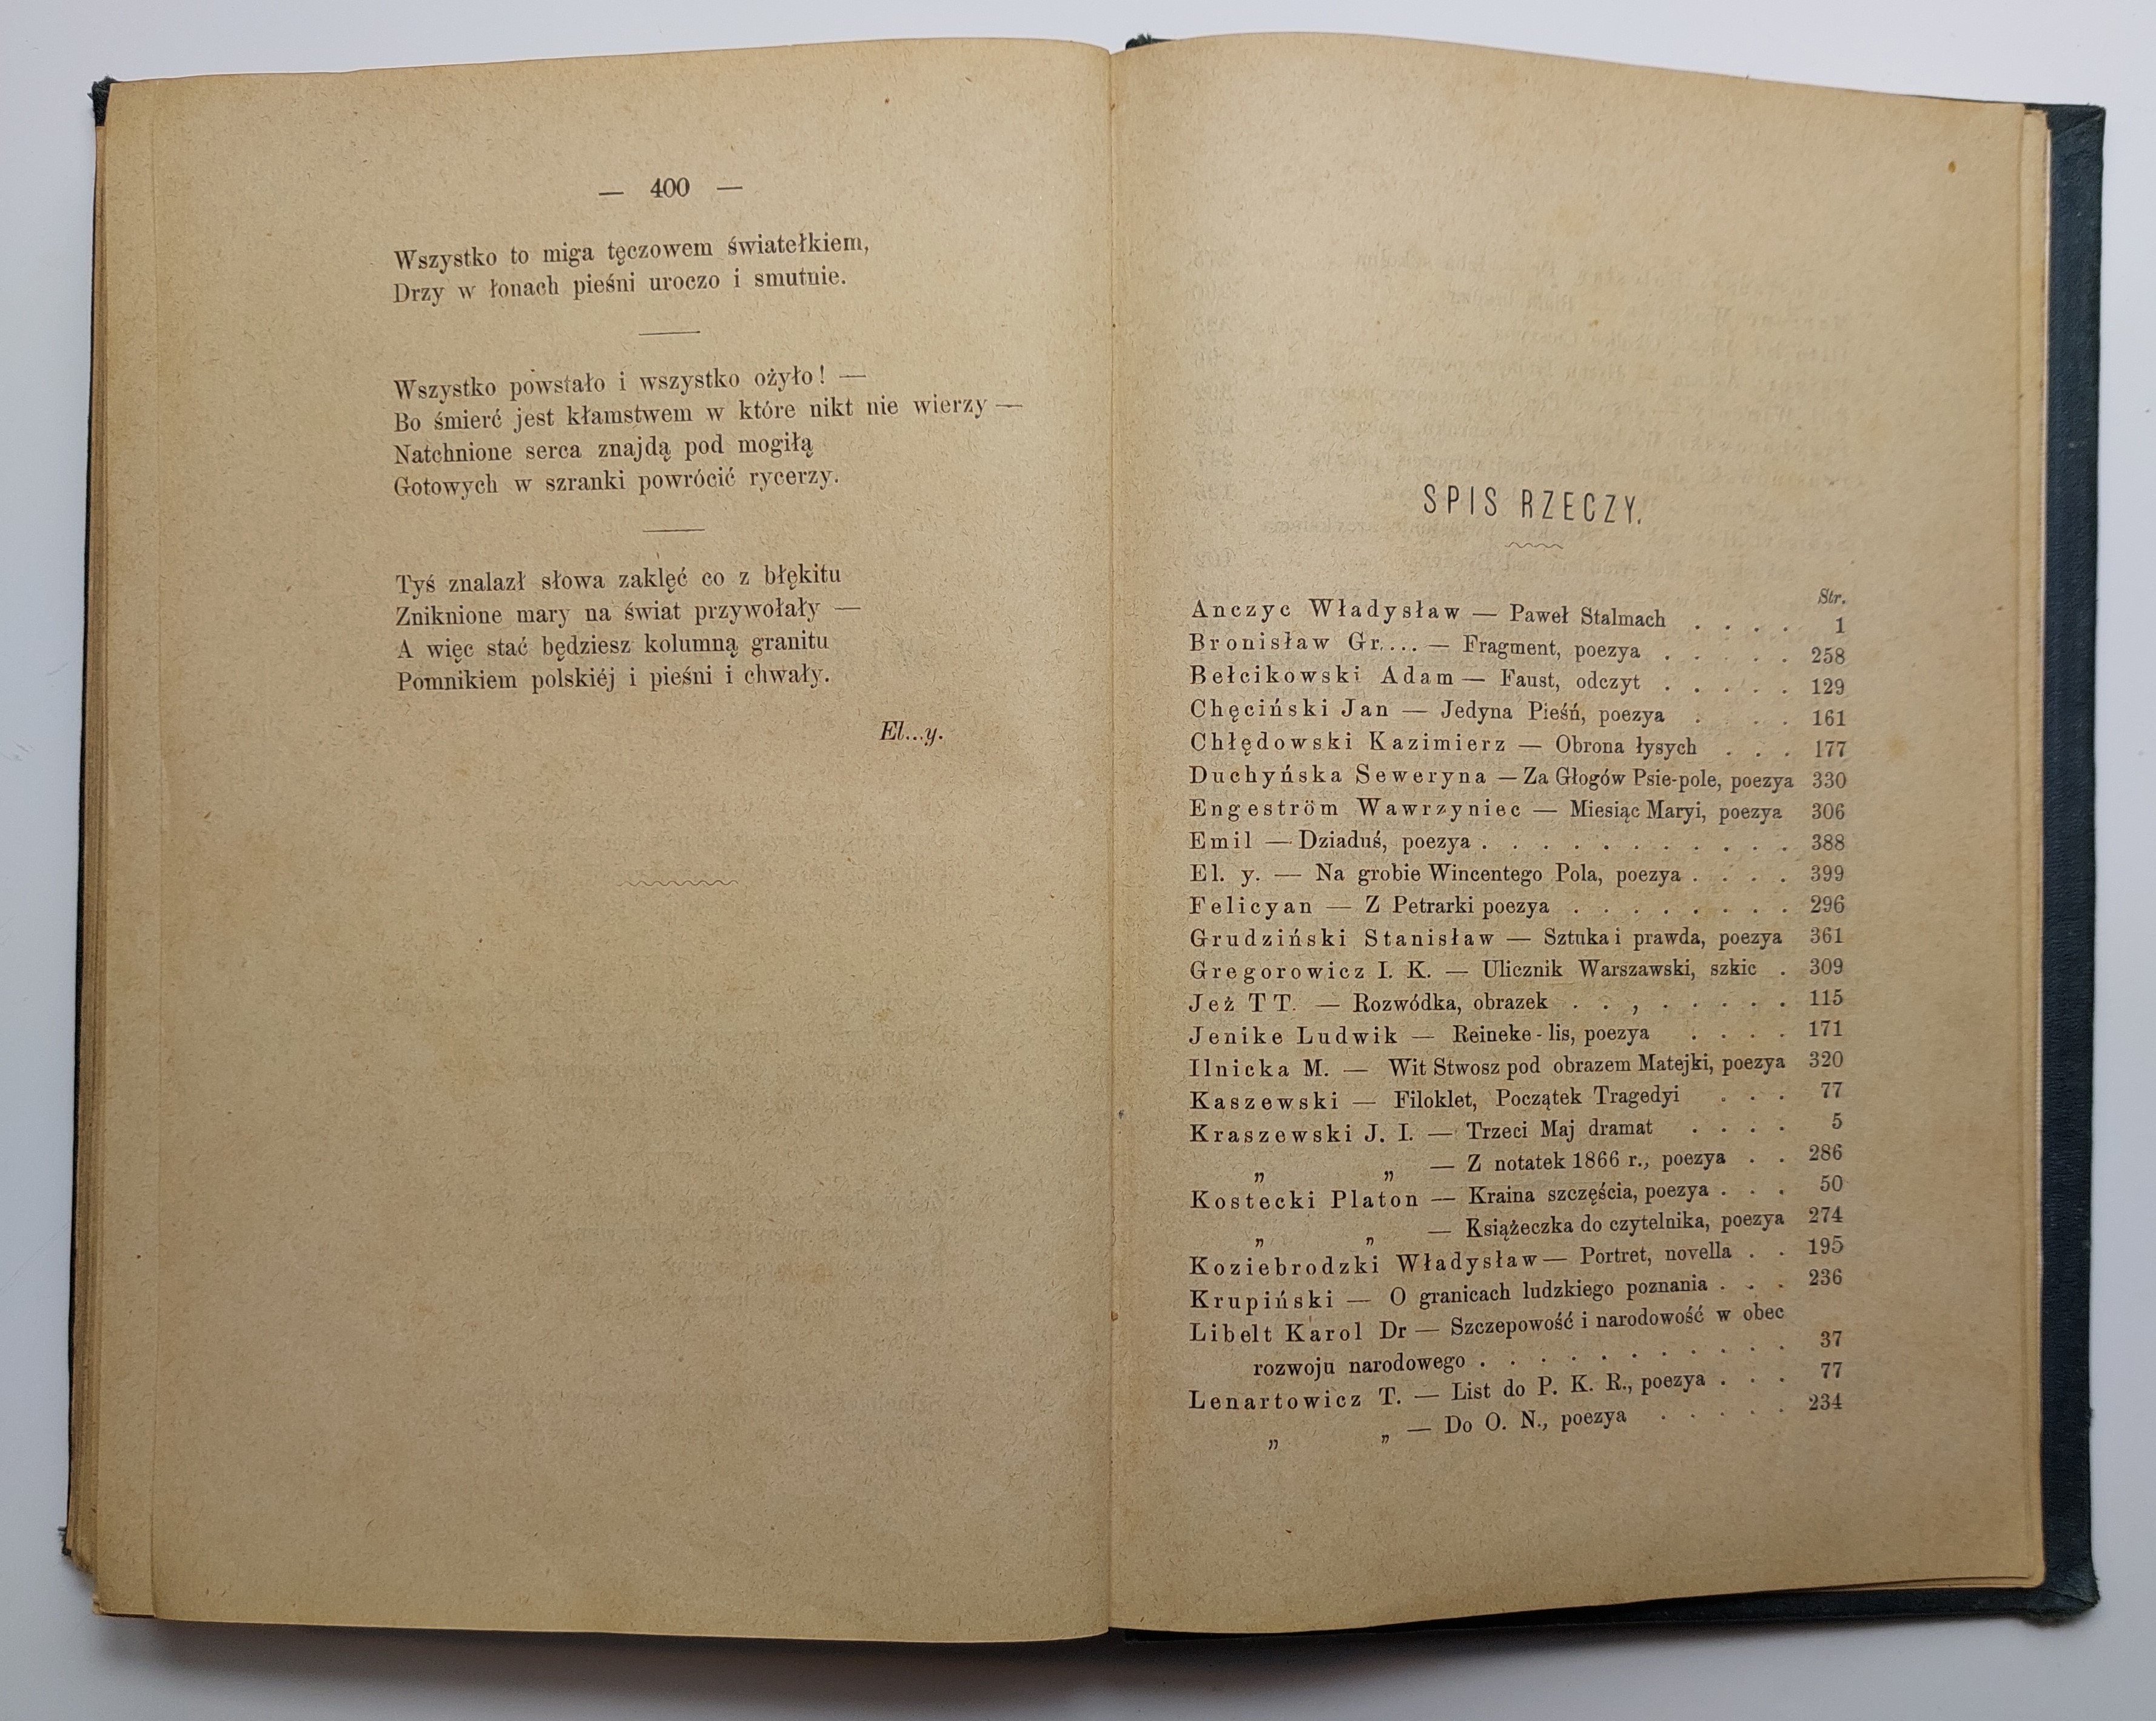 — 400 —
Wszystko to miga tęczowem światełkiem,
Drzy w łonach pieśni uroczo i smutnie.
Wszystko powstało i wszystko ożyło! —
Bo śmierć jest kłamstwem w które nikt nie wierzy —
Natchnione serca znajdą pod mogiłą
Gotowych w szranki powrócić rycerzy.
Tyś znalazł słowa zaklęć co z błękitu
Zniknione mary na świat przywołały —
A więc stać będziesz kolumną granitu
Pomnikiem polskiéj i pieśni i chwały.
El...y.
SPIS RZECZY.
Str.
Anczyc Władysław — Paweł Stalmach . . . . 1
Bronisław Gr.... — Fragment, poezya . . . . . 258
Bełcikowski Adam — Faust, odczyt . . . . . 129
Chęciński Jan — Jedyna Pieśń, poezya . . . 161
Chłędowski Kazimierz — Obrona łysych . . . 177
Duchyńska Seweryna — Za Głogów Psie-pole, poezya 330
Engeström Wawrzyniec — Miesiąc Maryi, poezya 306
Emil — Dziaduś, poezya . . . . . . . . . . . 388
El. y. — Na grobie Wincentego Pola, poezya . . . . 399
Felicyan — Z Petrarki poezya . . . . . . . . 296
Grudziński Stanisław — Sztuka i prawda, poezya 361
Gregorowicz I. K. — Ulicznik Warszawski, szkic . 309
Jeż T T. — Rozwódka, obrazek . . , . . . . . 115
Jenike Ludwik — Reineke-lis, poezya . . . . 171
Ilnicka M. — Wit Stwosz pod obrazem Matejki, poezya 320
Kaszewski — Filoklet, Początek Tragedyi . . . 77
Kraszewski J. I. — Trzeci Maj dramat . . . . 5
„ „ — Z notatek 1866 r., poezya . . 286
Kostecki Platon — Kraina szczęścia, poezya . . . 50
„ „ — Książeczka do czytelnika, poezya 274
Koziebrodzki Władysław — Portret, novella . . 195
Krupiński — O granicach ludzkiego poznania . . . 236
Libelt Karol Dr — Szczepowość i narodowość w obec
rozwoju narodowego . . . . . . . . . . . 37
Lenartowicz T. — List do P. K. R., poezya . . . 77
„ „ — Do O. N., poezya . . . . . 234